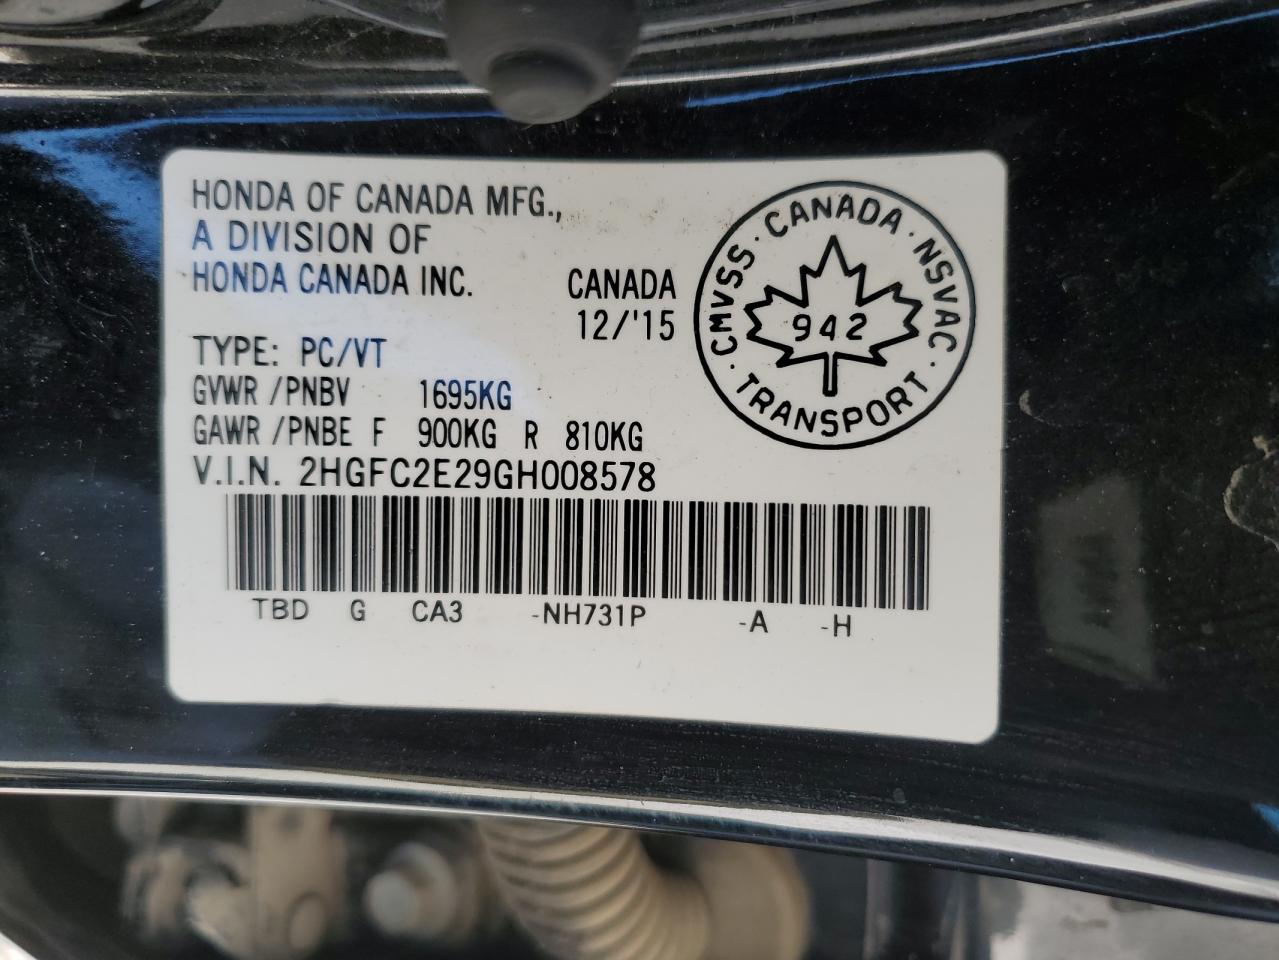 HONDA OF CANADA MFG.,
A DIVISION OF
HONDA CANADA INC.
CANADA
12/'15
CMVSS · CANADA · NSVAC · TRANSPORT ·
942
TYPE: PC/VT
GVWR /PNBV 1695KG
GAWR /PNBE F 900KG R 810KG
V.I.N. 2HGFC2E29GH008578
TBD G CA3 -NH731P -A -H